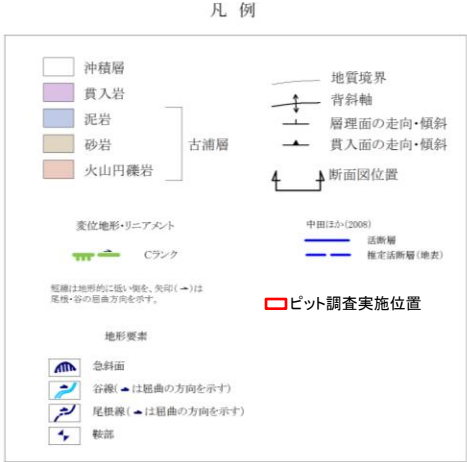 凡 例
沖積層
貫入岩
泥岩
砂岩
火山円礫岩
古浦層
地質境界
背斜軸
層理面の走向・傾斜
貫入面の走向・傾斜
断面図位置
変位地形・リニアメント
Cランク
短線は地形的に低い側を、矢印( )は
尾根・谷の屈曲方向を示す。
中田ほか(2008)
活断層
推定活断層(地表)
ピット調査実施位置
地形要素
急斜面
谷線( は屈曲の方向を示す)
尾根線( は屈曲の方向を示す)
鞍部